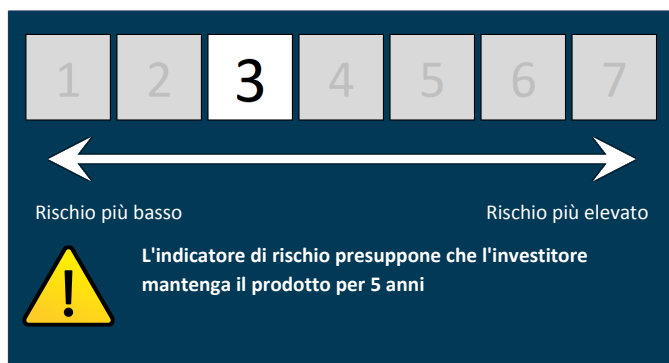 1 2 3 4 5 6 7
Rischio più basso Rischio più elevato
L'indicatore di rischio presuppone che l'investitore
mantenga il prodotto per 5 anni